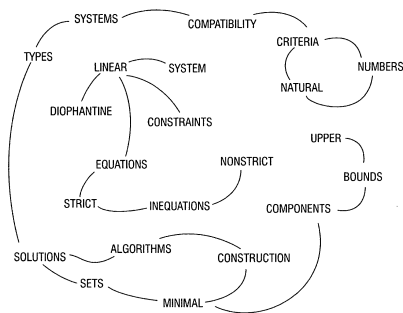 SYSTEMS
COMPATIBILITY
CRITERIA
TYPES
LINEAR
SYSTEM
NUMBERS
NATURAL
DIOPHANTINE
CONSTRAINTS
UPPER
EQUATIONS
NONSTRICT
BOUNDS
STRICT
INEQUATIONS
COMPONENTS
ALGORITHMS
SOLUTIONS
CONSTRUCTION
SETS
MINIMAL